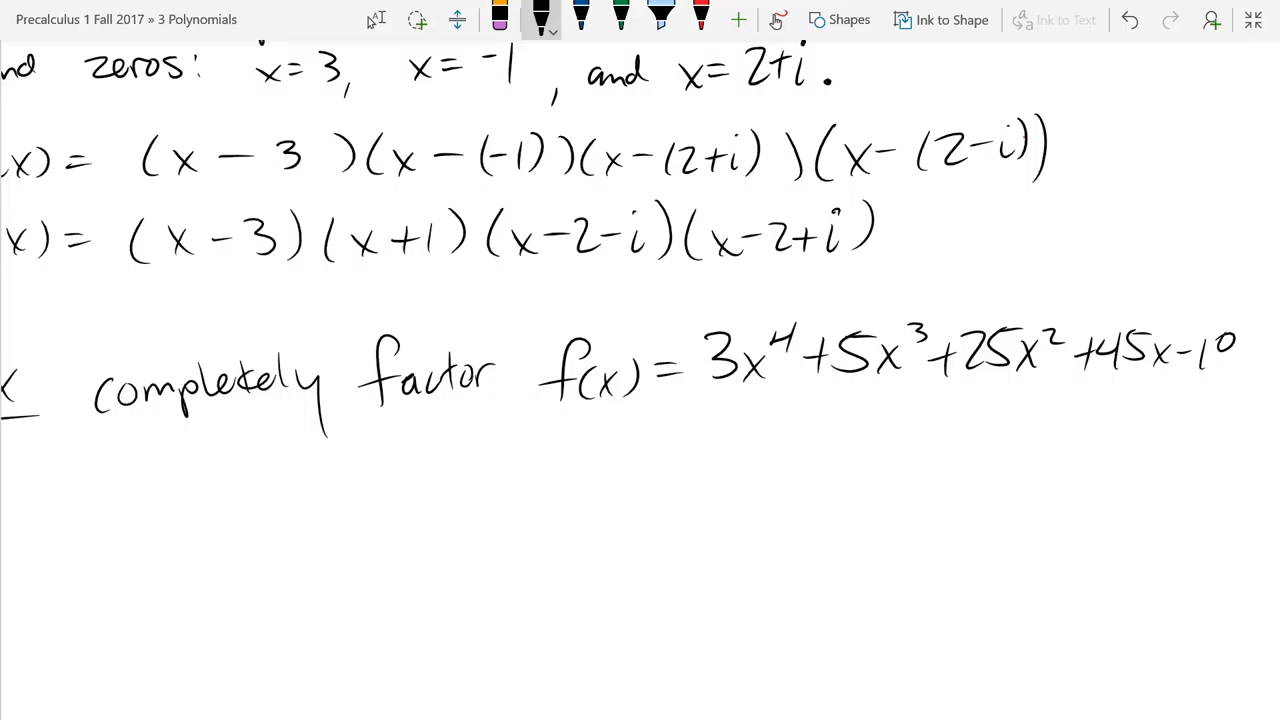 Precalculus 1 Fall 2017 » 3 Polynomials
Shapes Ink to Shape Ink to Text
nd zeros: x=3, x=-1, and x=2+i.
x)= (x-3)(x-(-1))(x-(2+i))(x-(2-i))
x)= (x-3)(x+1)(x-2-i)(x-2+i)
completely factor f(x)=3x⁴+5x³+25x²+45x-10